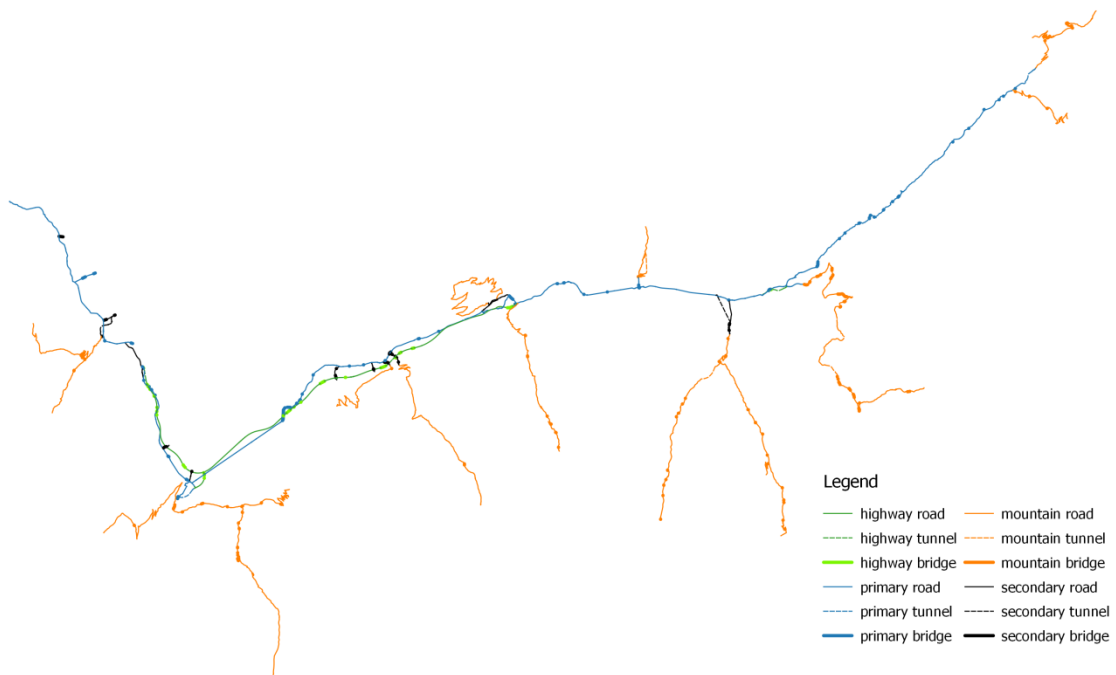 Legend
highway road
mountain road
highway tunnel
mountain tunnel
highway bridge
mountain bridge
primary road
secondary road
primary tunnel
secondary tunnel
primary bridge
secondary bridge